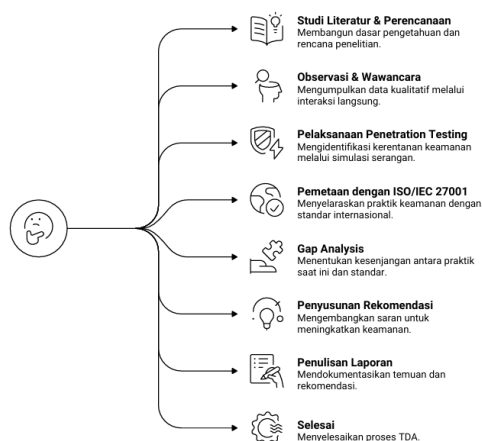 Studi Literatur & Perencanaan
Membangun dasar pengetahuan dan
rencana penelitian.
Observasi & Wawancara
Mengumpulkan data kualitatif melalui
interaksi langsung.
Pelaksanaan Penetration Testing
Mengidentifikasi kerentanan keamanan
melalui simulasi serangan.
Pemetaan dengan ISO/IEC 27001
Menyelaraskan praktik keamanan dengan
standar internasional.
Gap Analysis
Menentukan kesenjangan antara praktik
saat ini dan standar.
Penyusunan Rekomendasi
Mengembangkan saran untuk
meningkatkan keamanan.
Penulisan Laporan
Mendokumentasikan temuan dan
rekomendasi.
Selesai
Menyelesaikan proses TDA.